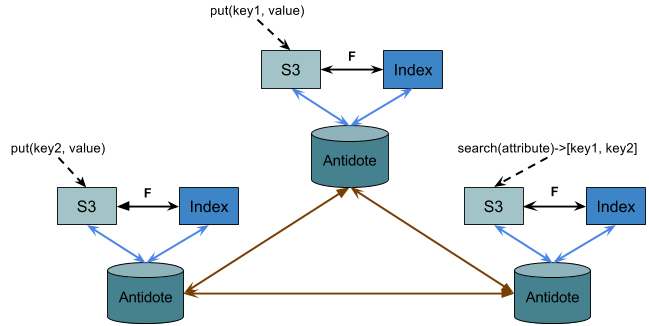 put(key1, value)
S3
F
Index
Antidote
put(key2, value)
S3
F
Index
Antidote
search(attribute)->[key1, key2]
S3
F
Index
Antidote